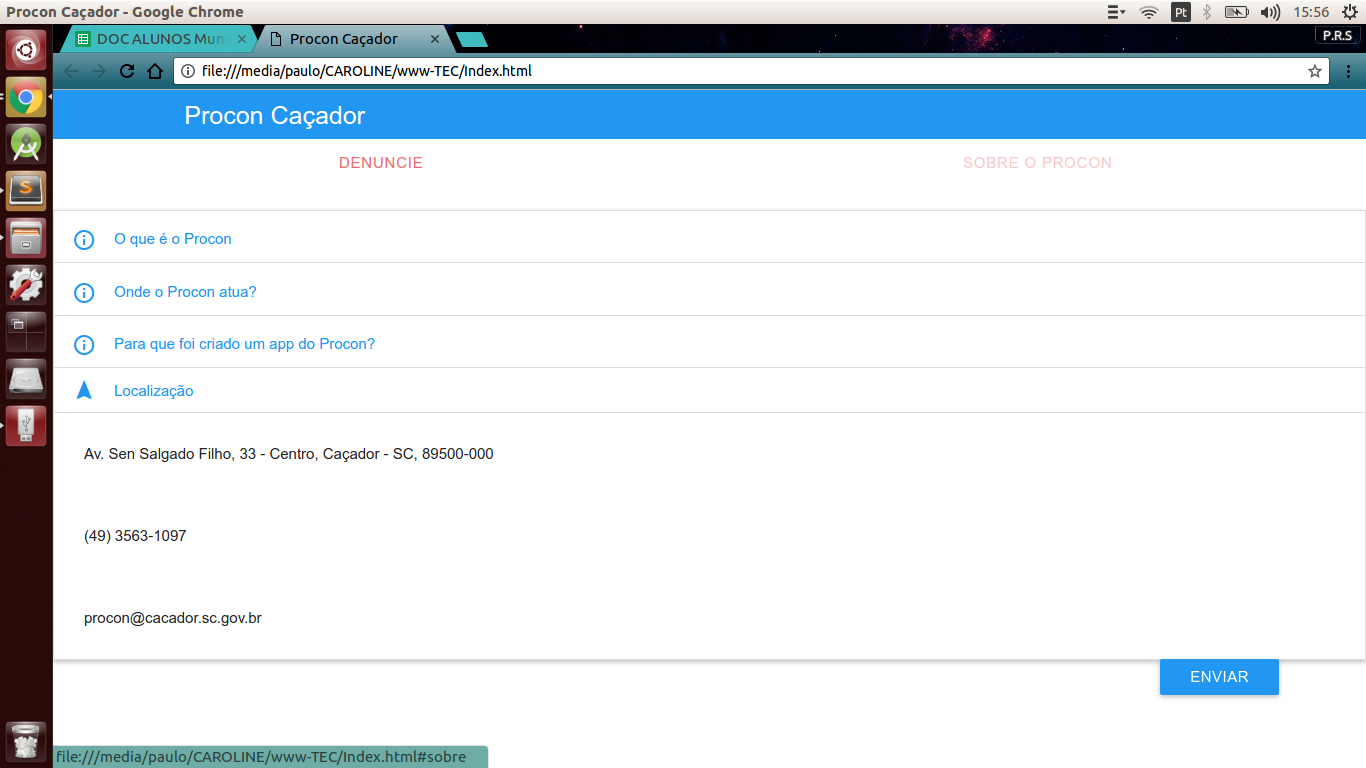 Procon Caçador - Google Chrome
Pt
15:56
DOC ALUNOS Mun
Procon Caçador
P.R.S
file:///media/paulo/CAROLINE/www-TEC/Index.html
Procon Caçador
DENUNCIE
SOBRE O PROCON
O que é o Procon
Onde o Procon atua?
Para que foi criado um app do Procon?
Localização
Av. Sen Salgado Filho, 33 - Centro, Caçador - SC, 89500-000
(49) 3563-1097
procon@cacador.sc.gov.br
ENVIAR
file:///media/paulo/CAROLINE/www-TEC/Index.html#sobre